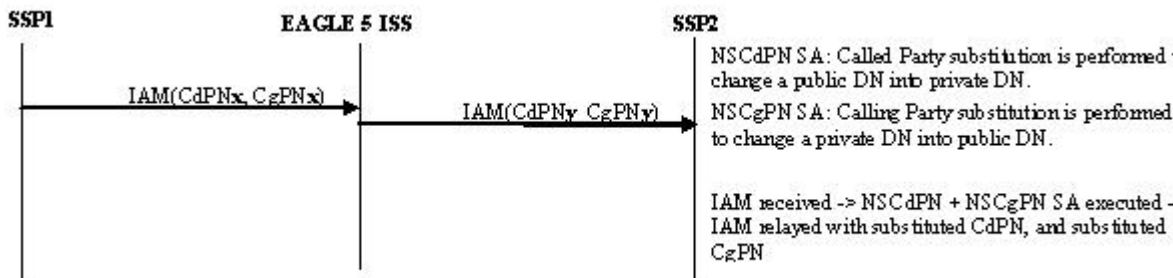 SSP1
EAGLE 5 ISS
SSP2
IAM(CdPNx, CgPNx)
IAM(CdPNy, CgPNy)
NSCdPN SA: Called Party substitution is performed
change a public DN into private DN.
NSCgPN SA: Calling Party substitution is performed
to change a private DN into public DN.
IAM received -> NSCdPN + NSCgPN SA executed -
IAM relayed with substituted CdPN, and substituted
CgPN